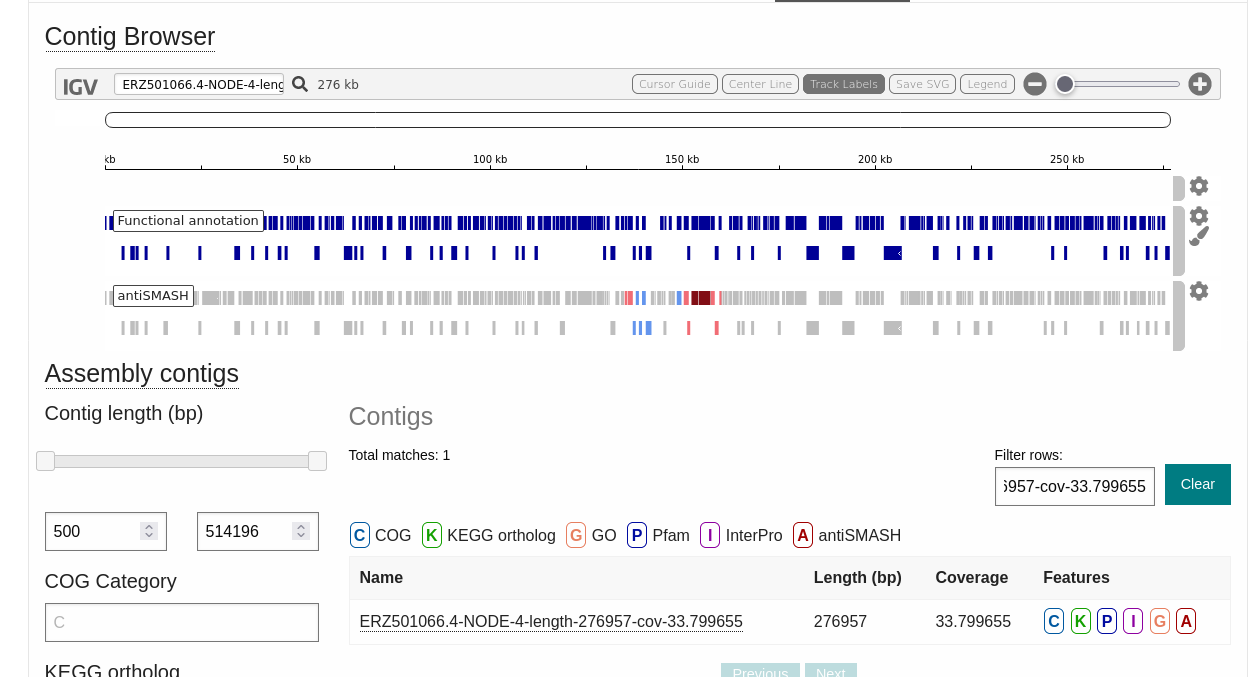 Contig Browser
IGV ERZ501066.4-NODE-4-leng 276 kb Cursor Guide Center Line Track Labels Save SVG Legend
kb 50 kb 100 kb 150 kb 200 kb 250 kb
Functional annotation
antiSMASH
Assembly contigs
Contig length (bp)
Contigs
Total matches: 1
Filter rows:
6957-cov-33.799655 Clear
500 514196
C COG K KEGG ortholog G GO P Pfam I InterPro A antiSMASH
COG Category
Name Length (bp) Coverage Features
C
ERZ501066.4-NODE-4-length-276957-cov-33.799655 276957 33.799655 C K P I G A
KEGG ortholog
Previous Next